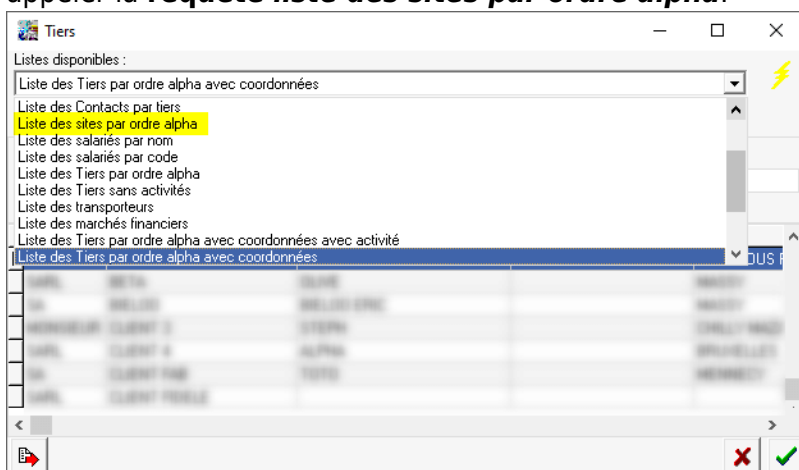 appeler la requête liste des sites par ordre alpha.
Tiers
Listes disponibles :
Liste des Tiers par ordre alpha avec coordonnées
Liste des Contacts par tiers
Liste des sites par ordre alpha
Liste des salariés par nom
Liste des salariés par code
Liste des Tiers par ordre alpha
Liste des Tiers sans activités
Liste des transporteurs
Liste des marchés financiers
Liste des Tiers par ordre alpha avec coordonnées avec activité
Liste des Tiers par ordre alpha avec coordonnées